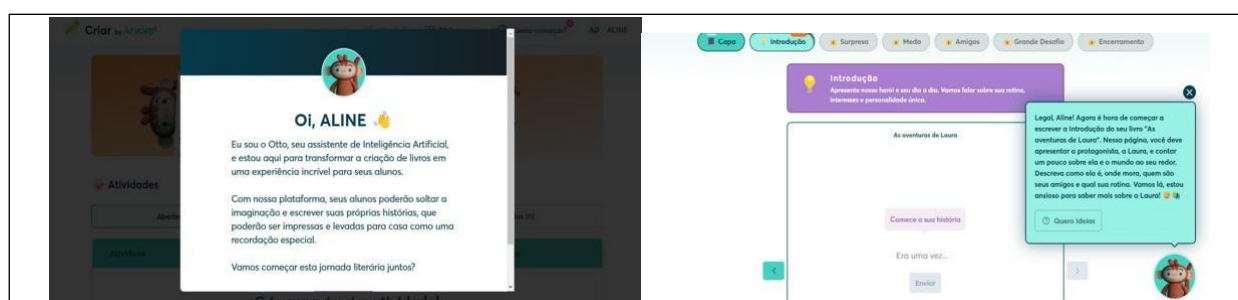 Criar by Árvore
AD ALINE
Oi, ALINE 👋
Eu sou o Otto, seu assistente de Inteligência Artificial,
e estou aqui para transformar a criação de livros em
uma experiência incrível para seus alunos.
Com nossa plataforma, seus alunos poderão soltar a
imaginação e escrever suas próprias histórias, que
poderão ser impressas e levadas para casa como uma
recordação especial.
Vamos começar esta jornada literária juntos?
Atividades
Capa
Introdução
Surpresa
Medo
Amigos
Grande Desafio
Encerramento
Introdução
Apresente nosso herói e seu dia a dia. Vamos falar sobre sua rotina,
interesses e personalidade única.
As aventuras de Laura
Comece a sua história
Era uma vez...
Enviar
Legal, Aline! Agora é hora de começar a
escrever a Introdução do seu livro "As
aventuras de Laura". Nessa página, você deve
apresentar a protagonista, a Laura, e contar
um pouco sobre ela e o mundo ao seu redor.
Descreva como ela é, onde mora, quem são
seus amigos e qual sua rotina. Vamos lá, estou
ansioso para saber mais sobre a Laura!
Quero Ideias